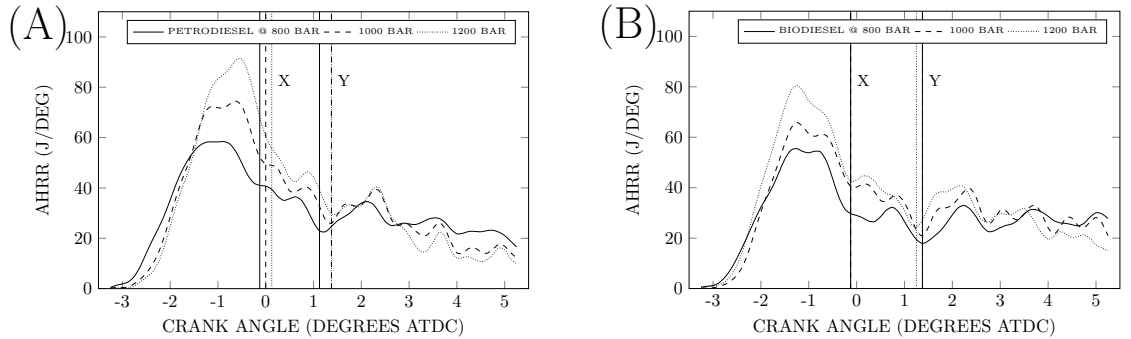 (A)
PETRODIESEL @ 800 BAR 1000 BAR 1200 BAR
X
Y
AHRR (J/DEG)
100
80
60
40
20
0
-3 -2 -1 0 1 2 3 4 5
CRANK ANGLE (DEGREES ATDC)
(B)
BIODIESEL @ 800 BAR 1000 BAR 1200 BAR
X
Y
AHRR (J/DEG)
100
80
60
40
20
0
-3 -2 -1 0 1 2 3 4 5
CRANK ANGLE (DEGREES ATDC)